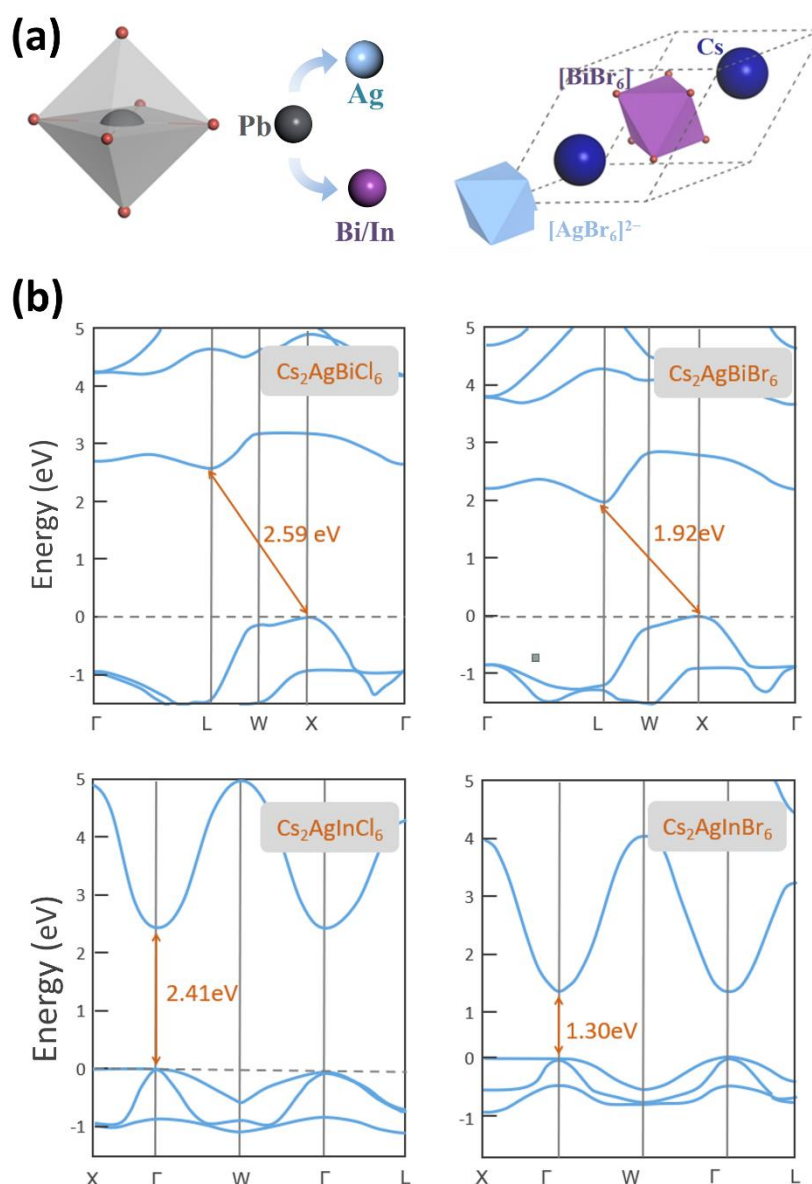 (a)
Pb
Ag
Bi/In
[BiBr₆]
Cs
[AgBr₆]²⁻
(b)
Energy (eV)
5
4
3
2
1
0
-1
Cs₂AgBiCl₆
2.59 eV
Γ L W X Γ
5
4
3
2
1
0
-1
Cs₂AgBiBr₆
1.92eV
Γ L W X Γ
Energy (eV)
5
4
3
2
1
0
-1
Cs₂AgInCl₆
2.41eV
X Γ W Γ L
5
4
3
2
1
0
-1
Cs₂AgInBr₆
1.30eV
X Γ W Γ L